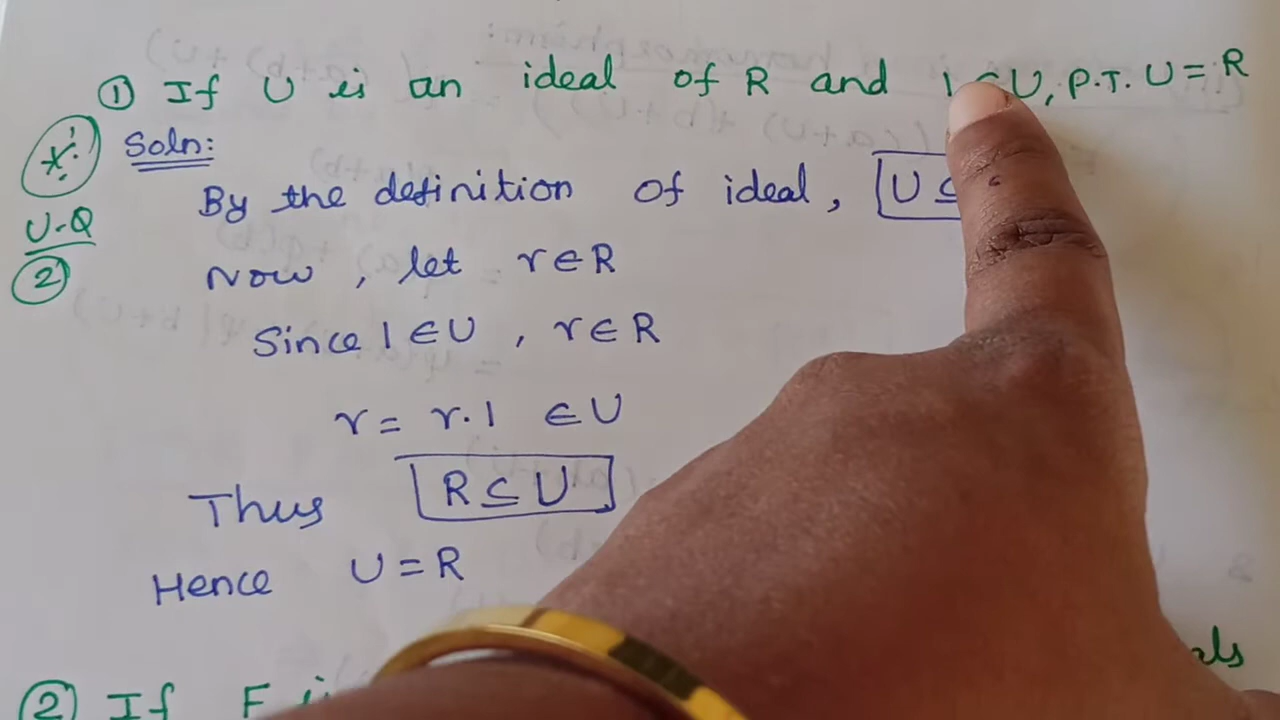 ① If U is an ideal of R and 1 ∈ U, P.T. U = R
Soln:
By the definition of ideal, U ⊆
U.Q
②
Now, let r ∈ R
Since 1 ∈ U, r ∈ R
r = r.1 ∈ U
Thus R ⊆ U
Hence U = R
② If F